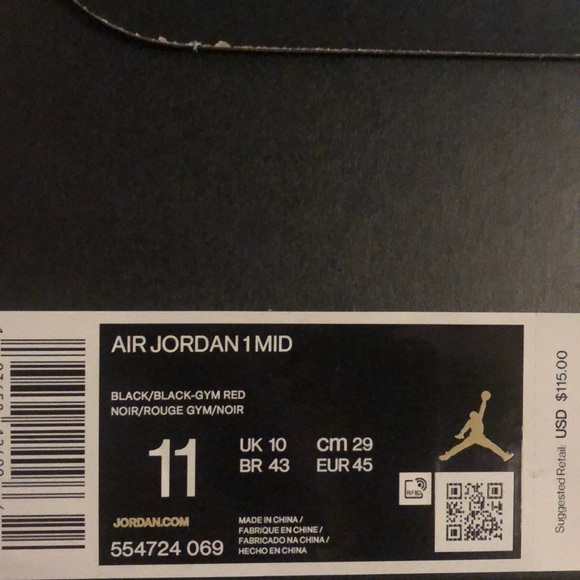 AIR JORDAN 1 MID
BLACK/BLACK-GYM RED
NOIR/ROUGE GYM/NOIR
11
UK 10 cm 29
BR 43 EUR 45
RFID
JORDAN.COM
554724 069
MADE IN CHINA /
FABRIQUE EN CHINE /
FABRICADO NA CHINA /
HECHO EN CHINA
Suggested Retail: USD $115.00